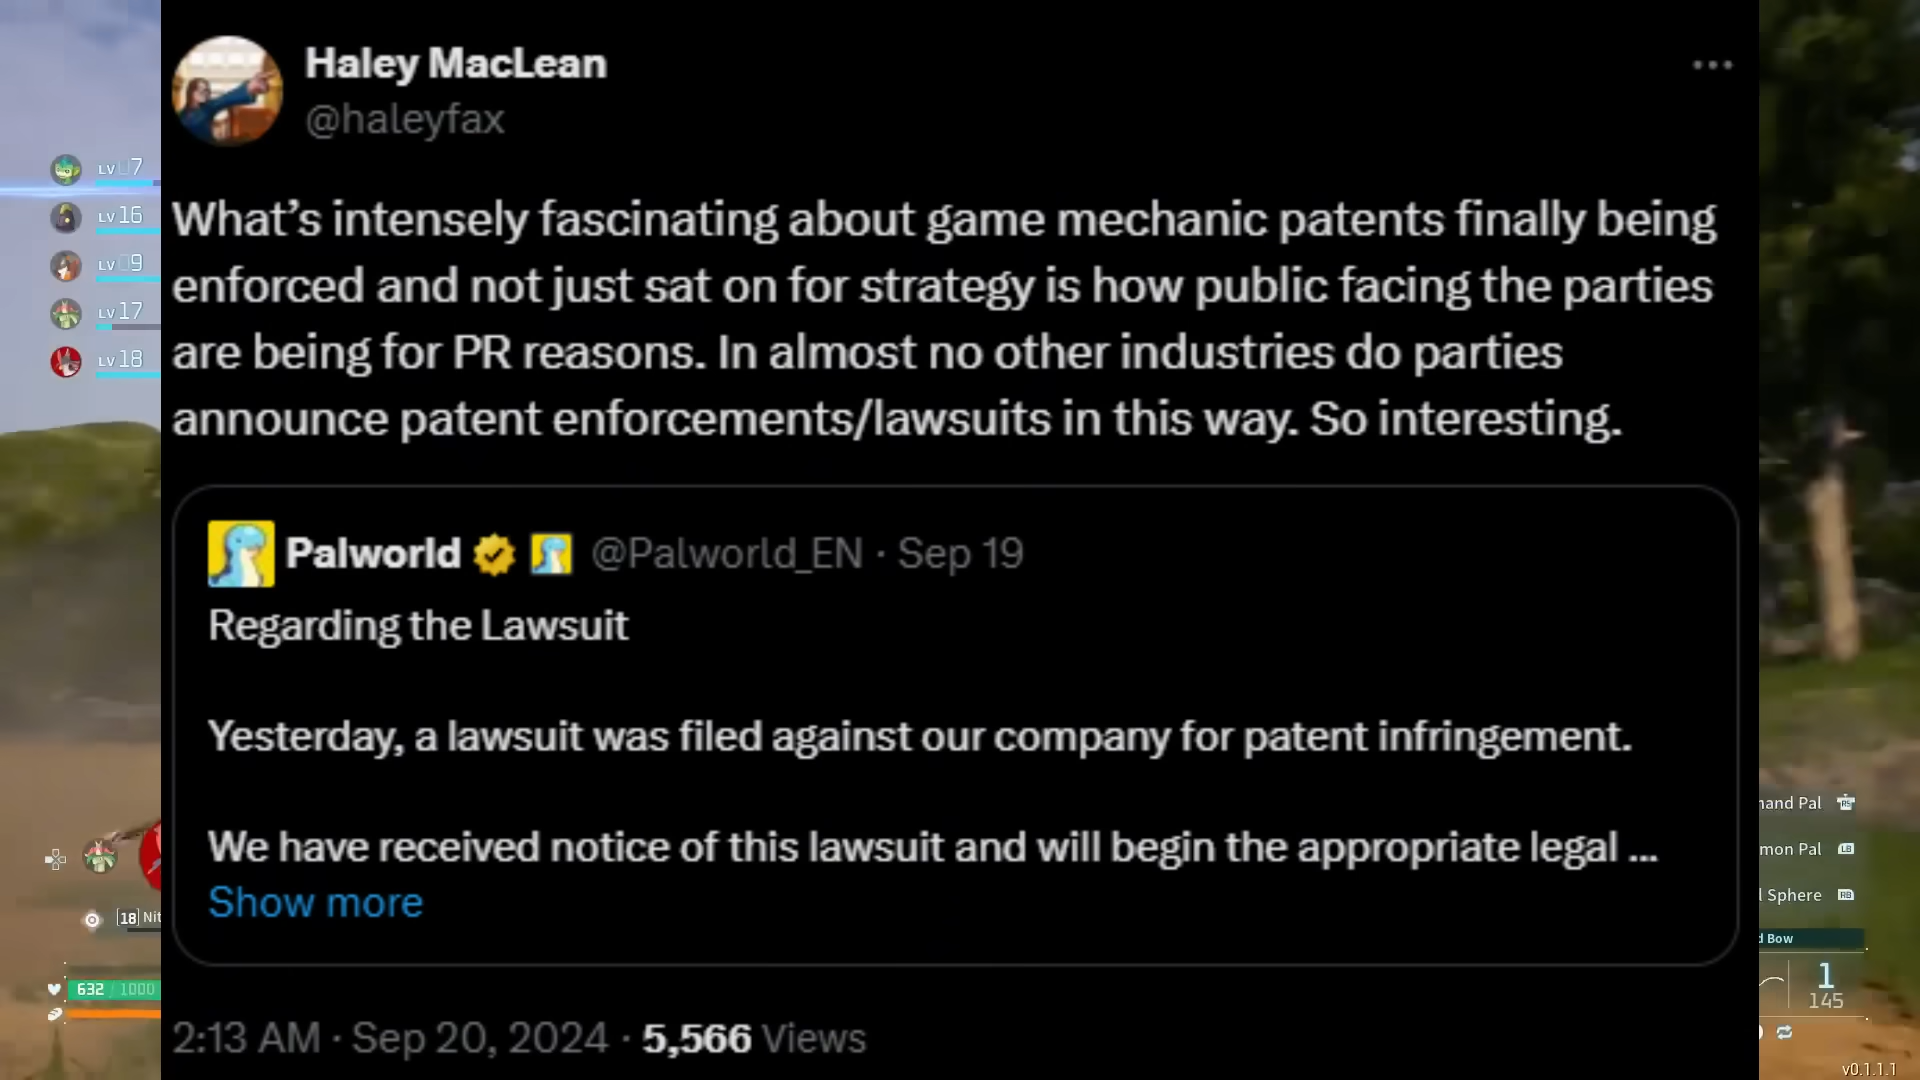 Haley MacLean
@haleyfax
What's intensely fascinating about game mechanic patents finally being
enforced and not just sat on for strategy is how public facing the parties
are being for PR reasons. In almost no other industries do parties
announce patent enforcements/lawsuits in this way. So interesting.
Palworld @Palworld_EN · Sep 19
Regarding the Lawsuit
Yesterday, a lawsuit was filed against our company for patent infringement.
We have received notice of this lawsuit and will begin the appropriate legal ...
Show more
2:13 AM · Sep 20, 2024 · 5,566 Views
LV 7
LV 16
LV 9
LV 17
LV 18
[18] Nit
632 / 1000
Pal
RS
Pal
LB
Sphere
RB
Bow
1
145
v0.1.1.1